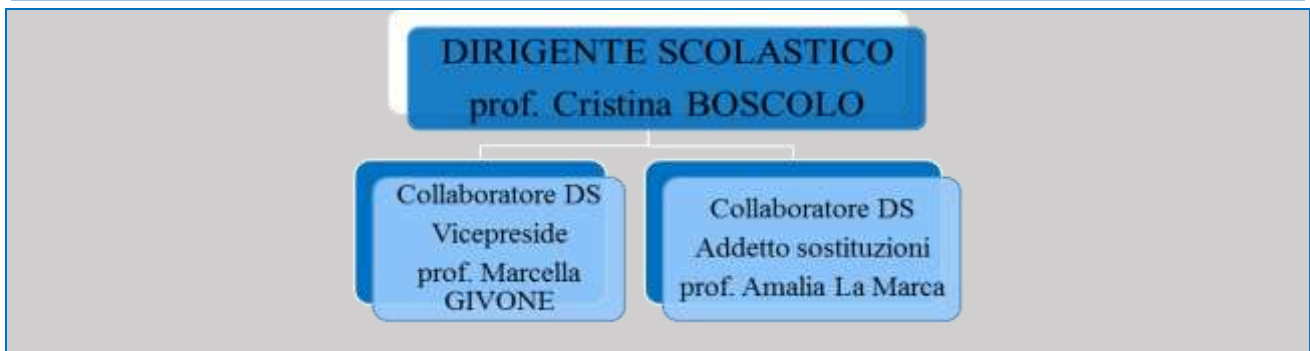 DIRIGENTE SCOLASTICO
prof. Cristina BOSCOLO
Collaboratore DS
Vicepreside
prof. Marcella
GIVONE
Collaboratore DS
Addetto sostituzioni
prof. Amalia La Marca